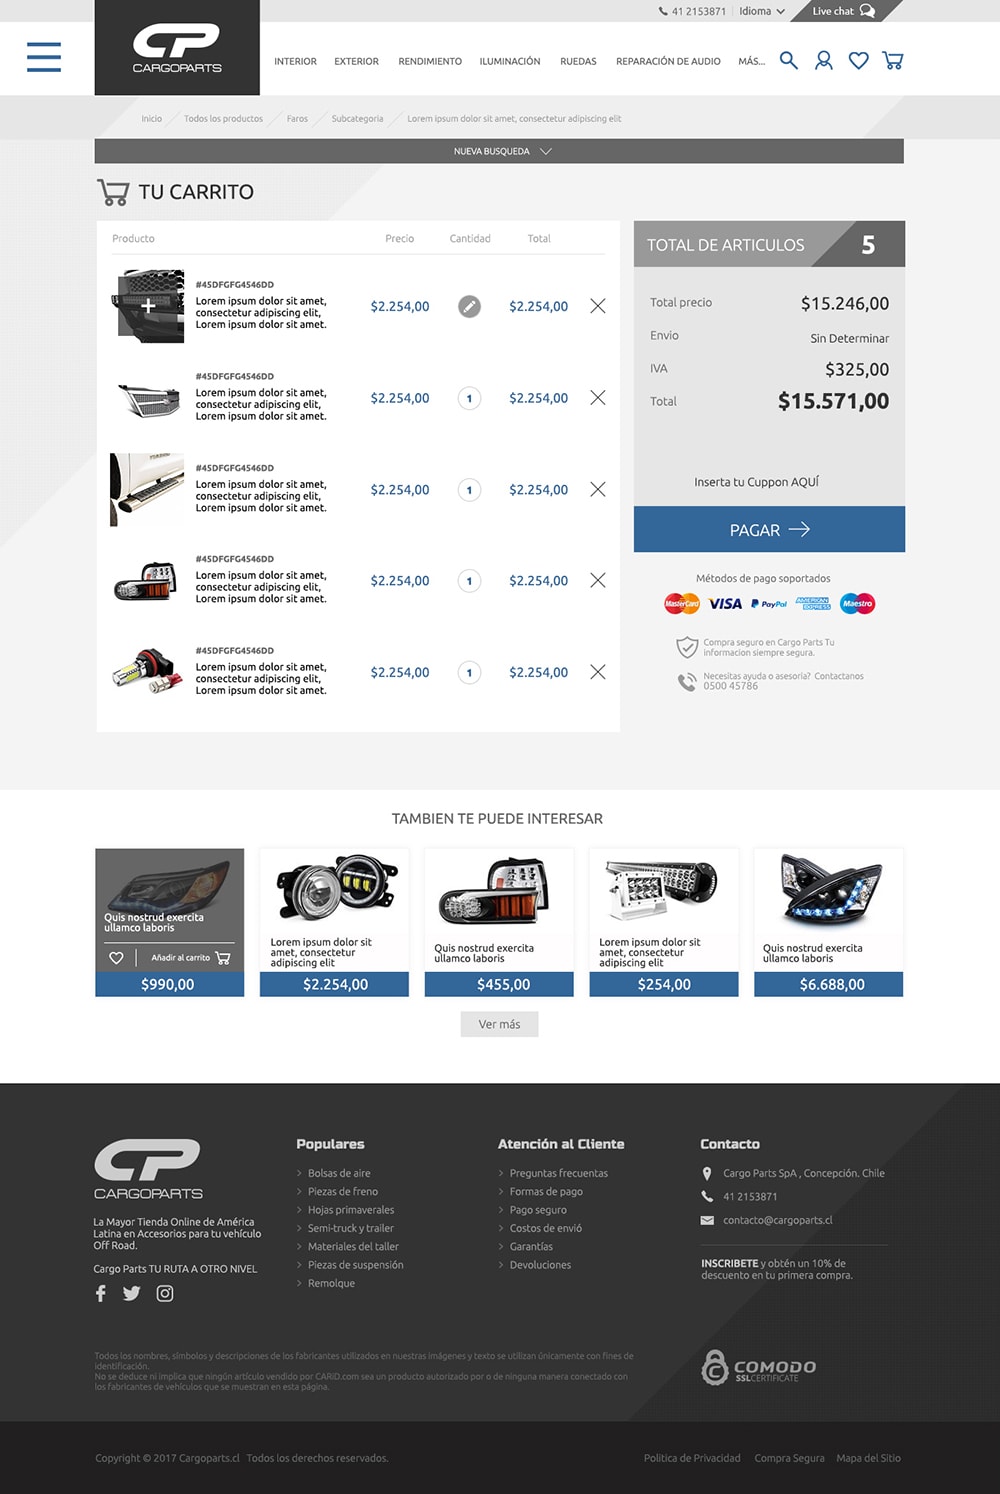 41 2153871
Idioma
Live chat
CP
CARGOPARTS
INTERIOR
EXTERIOR
RENDIMIENTO
ILUMINACIÓN
RUEDAS
REPARACIÓN DE AUDIO
MÁS...
Inicio
Todos los productos
Faros
Subcategoria
Lorem ipsum dolor sit amet, consectetur adipiscing elit
NUEVA BUSQUEDA
TU CARRITO
Producto
Precio
Cantidad
Total
#45DFGFG4546DD
Lorem ipsum dolor sit amet,
consectetur adipiscing elit,
Lorem ipsum dolor sit amet.
$2.254,00
$2.254,00
#45DFGFG4546DD
Lorem ipsum dolor sit amet,
consectetur adipiscing elit,
Lorem ipsum dolor sit amet.
$2.254,00
1
$2.254,00
#45DFGFG4546DD
Lorem ipsum dolor sit amet,
consectetur adipiscing elit,
Lorem ipsum dolor sit amet.
$2.254,00
1
$2.254,00
#45DFGFG4546DD
Lorem ipsum dolor sit amet,
consectetur adipiscing elit,
Lorem ipsum dolor sit amet.
$2.254,00
1
$2.254,00
#45DFGFG4546DD
Lorem ipsum dolor sit amet,
consectetur adipiscing elit,
Lorem ipsum dolor sit amet.
$2.254,00
1
$2.254,00
TOTAL DE ARTICULOS
5
Total precio
$15.246,00
Envío
Sin Determinar
IVA
$325,00
Total
$15.571,00
Inserta tu Cuppon AQUÍ
PAGAR
Métodos de pago soportados
MasterCard
VISA
PayPal
AMERICAN EXPRESS
Maestro
Compra seguro en Cargo Parts Tu
informacion siempre segura.
Necesitas ayuda o asesoria? Contactanos
0500 45786
TAMBIEN TE PUEDE INTERESAR
Quis nostrud exercita
ullamco laboris
Añadir al carrito
$990,00
Lorem ipsum dolor sit
amet, consectetur
adipiscing elit
$2.254,00
Quis nostrud exercita
ullamco laboris
$455,00
Lorem ipsum dolor sit
amet, consectetur
adipiscing elit
$254,00
Quis nostrud exercita
ullamco laboris
$6.688,00
Ver más
CP
CARGOPARTS
La Mayor Tienda Online de América
Latina en Accesorios para tu vehículo
Off Road.
Cargo Parts TU RUTA A OTRO NIVEL
Populares
Bolsas de aire
Piezas de freno
Hojas primaverales
Semi-truck y trailer
Materiales del taller
Piezas de suspensión
Remolque
Atención al Cliente
Preguntas frecuentas
Formas de pago
Pago seguro
Costos de envió
Garantías
Devoluciones
Contacto
Cargo Parts SpA , Concepción. Chile
41 2153871
contacto@cargoparts.cl
INSCRIBETE y obtén un 10% de
descuento en tu primera compra.
Todos los nombres, símbolos y descripciones de los fabricantes utilizados en nuestras imágenes y texto se utilizan únicamente con fines de
identificación.
No se deduce ni implica que ningún artículo vendido por CARiD.com sea un producto autorizado por o de ninguna manera conectado con
los fabricantes de vehículos que se muestran en esta página.
COMODO
SSLCERTIFICATE
Copyright © 2017 Cargoparts.cl Todos los derechos reservados.
Politica de Privacidad
Compra Segura
Mapa del Sitio